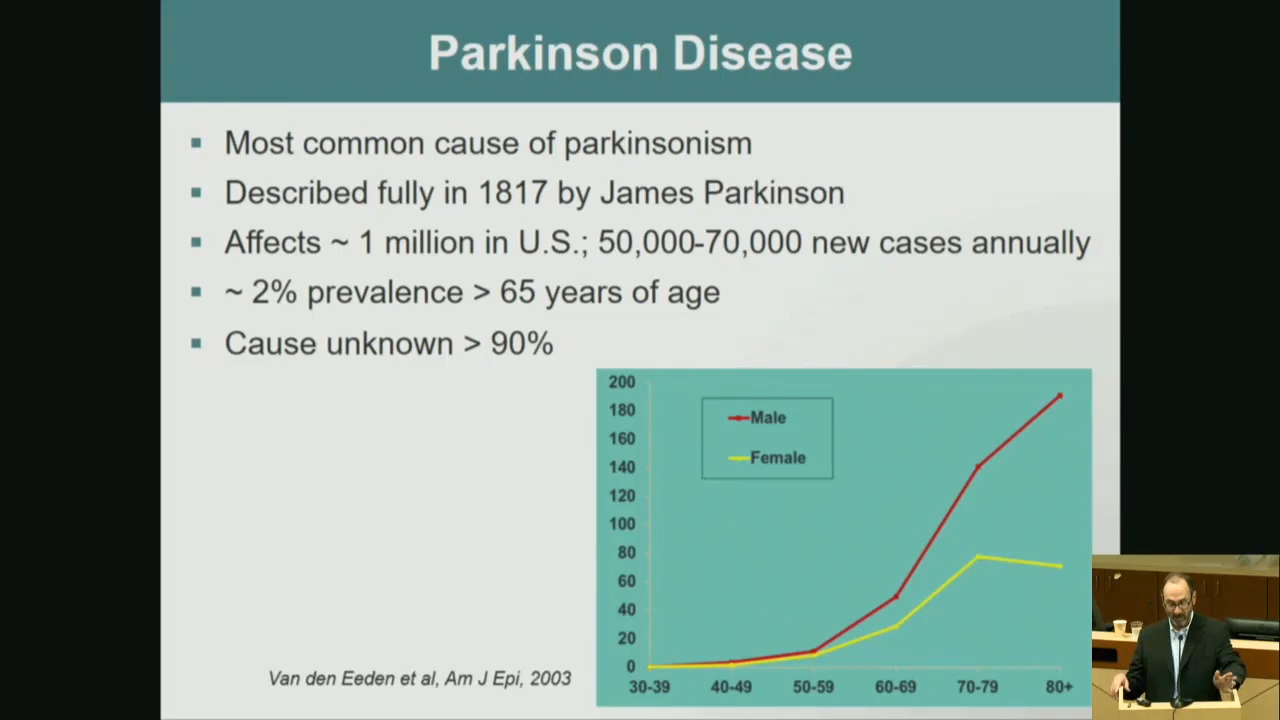 Parkinson Disease
Most common cause of parkinsonism
Described fully in 1817 by James Parkinson
Affects ~ 1 million in U.S.; 50,000-70,000 new cases annually
~ 2% prevalence > 65 years of age
Cause unknown > 90%
200
180
160
140
120
100
80
60
40
20
0
Male
Female
30-39 40-49 50-59 60-69 70-79 80+
Van den Eeden et al, Am J Epi, 2003